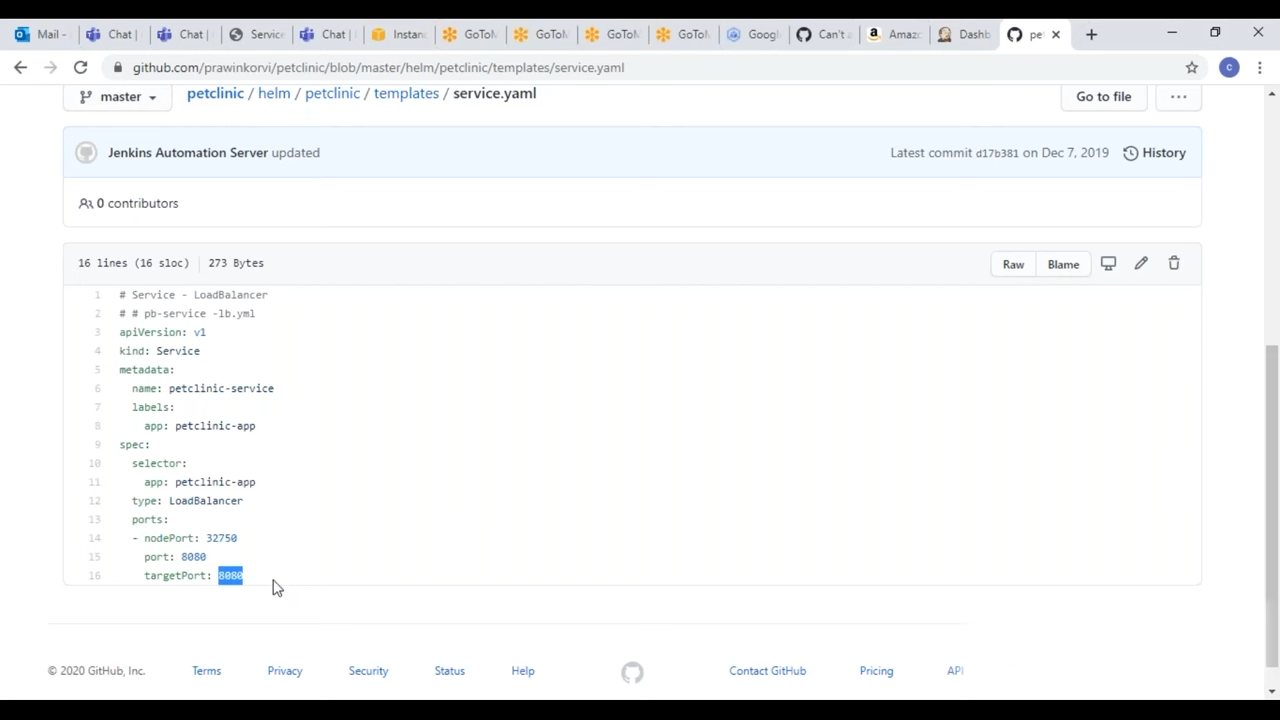 Mail -
Chat |
Chat |
Service
Chat |
Instanc
GoToM
GoToM
GoToM
GoToM
Googl
Can't a
Amaz
Dashb
pet
github.com/prawinkorvi/petclinic/blob/master/helm/petclinic/templates/service.yaml
C
master
petclinic / helm / petclinic / templates / service.yaml
Go to file
...
Jenkins Automation Server updated
Latest commit d17b381 on Dec 7, 2019
History
0 contributors
16 lines (16 sloc) 273 Bytes
Raw
Blame
1 # Service - LoadBalancer
2 # # pb-service -lb.yml
3 apiVersion: v1
4 kind: Service
5 metadata:
6 name: petclinic-service
7 labels:
8 app: petclinic-app
9 spec:
10 selector:
11 app: petclinic-app
12 type: LoadBalancer
13 ports:
14 - nodePort: 32750
15 port: 8080
16 targetPort: 8080
© 2020 GitHub, Inc.
Terms
Privacy
Security
Status
Help
Contact GitHub
Pricing
API